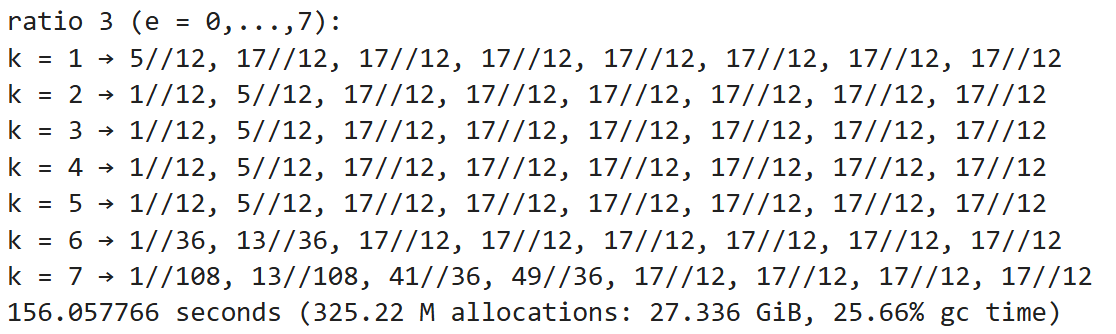 ratio 3 (e = 0,...,7):
k = 1 → 5//12, 17//12, 17//12, 17//12, 17//12, 17//12, 17//12, 17//12
k = 2 → 1//12, 5//12, 17//12, 17//12, 17//12, 17//12, 17//12, 17//12
k = 3 → 1//12, 5//12, 17//12, 17//12, 17//12, 17//12, 17//12, 17//12
k = 4 → 1//12, 5//12, 17//12, 17//12, 17//12, 17//12, 17//12, 17//12
k = 5 → 1//12, 5//12, 17//12, 17//12, 17//12, 17//12, 17//12, 17//12
k = 6 → 1//36, 13//36, 17//12, 17//12, 17//12, 17//12, 17//12, 17//12
k = 7 → 1//108, 13//108, 41//36, 49//36, 17//12, 17//12, 17//12, 17//12
156.057766 seconds (325.22 M allocations: 27.336 GiB, 25.66% gc time)